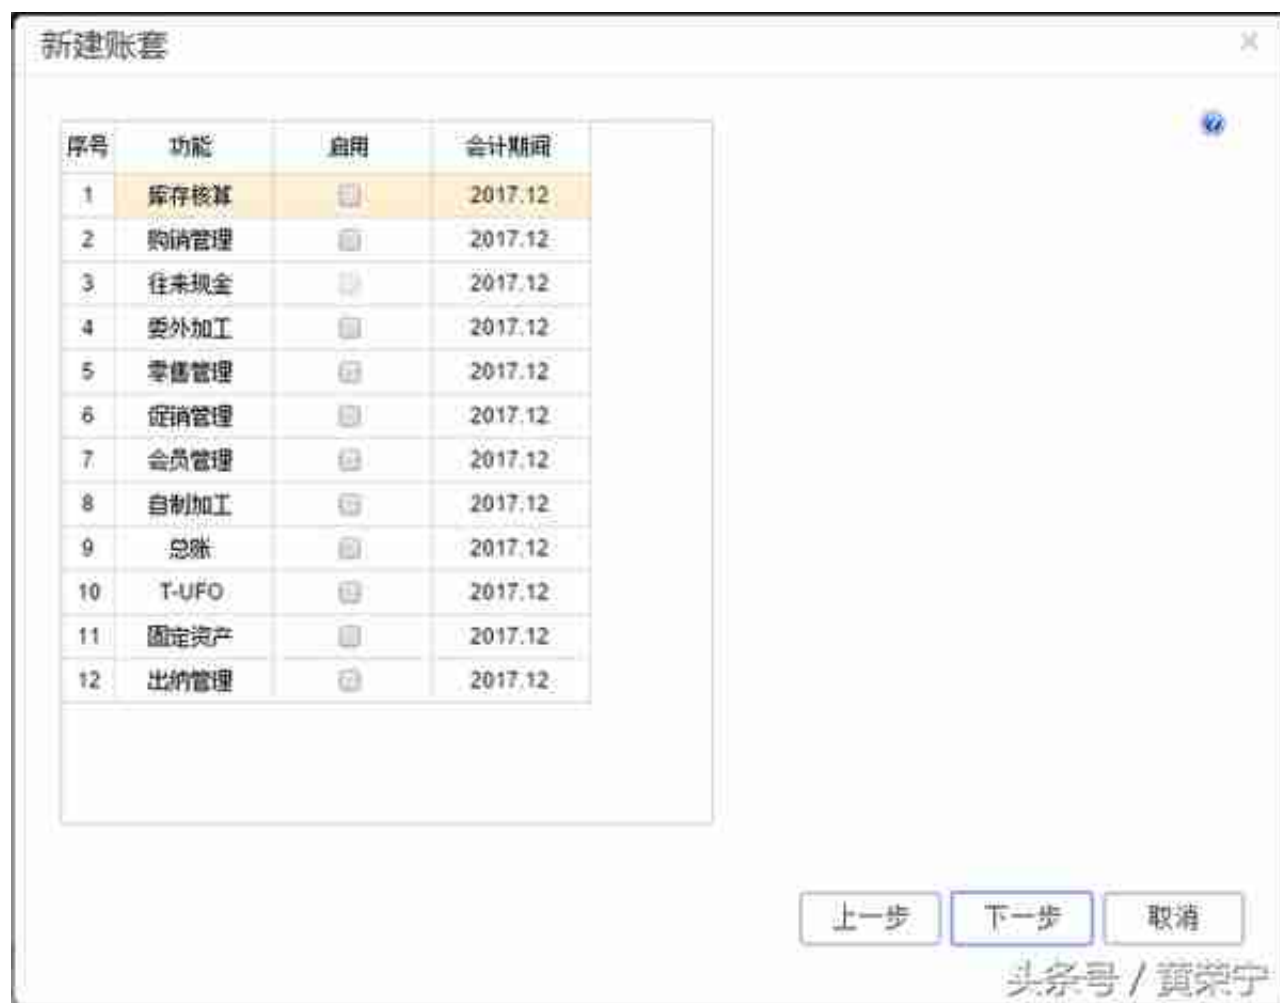 新建账套
序号 功能 启用 会计期间
1 库存核算 2017.12
2 购销管理 2017.12
3 往来现金 2017.12
4 委外加工 2017.12
5 零售管理 2017.12
6 促销管理 2017.12
7 会员管理 2017.12
8 自制加工 2017.12
9 总账 2017.12
10 T-UFO 2017.12
11 固定资产 2017.12
12 出纳管理 2017.12
上一步 下一步 取消
头条号 / 黄荣宁